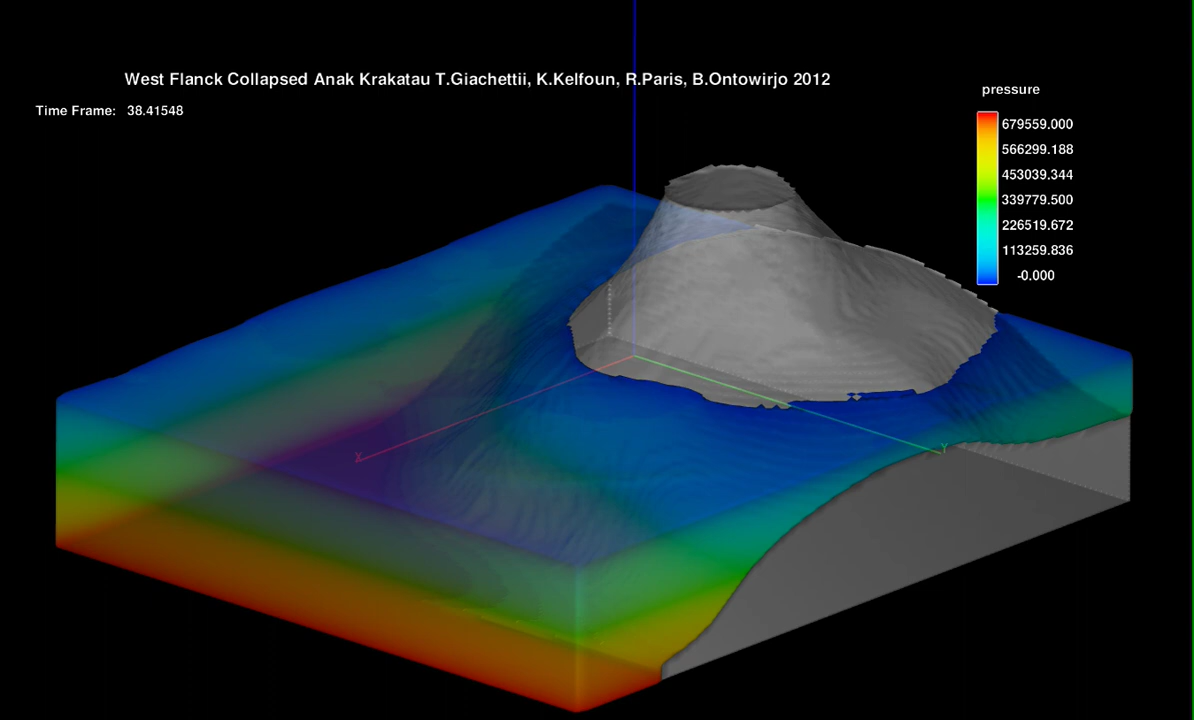 West Flanck Collapsed Anak Krakatau T.Giachettii, K.Kelfoun, R.Paris, B.Ontowirjo 2012
Time Frame: 38.41548
pressure
679559.000
566299.188
453039.344
339779.500
226519.672
113259.836
-0.000
X
Y